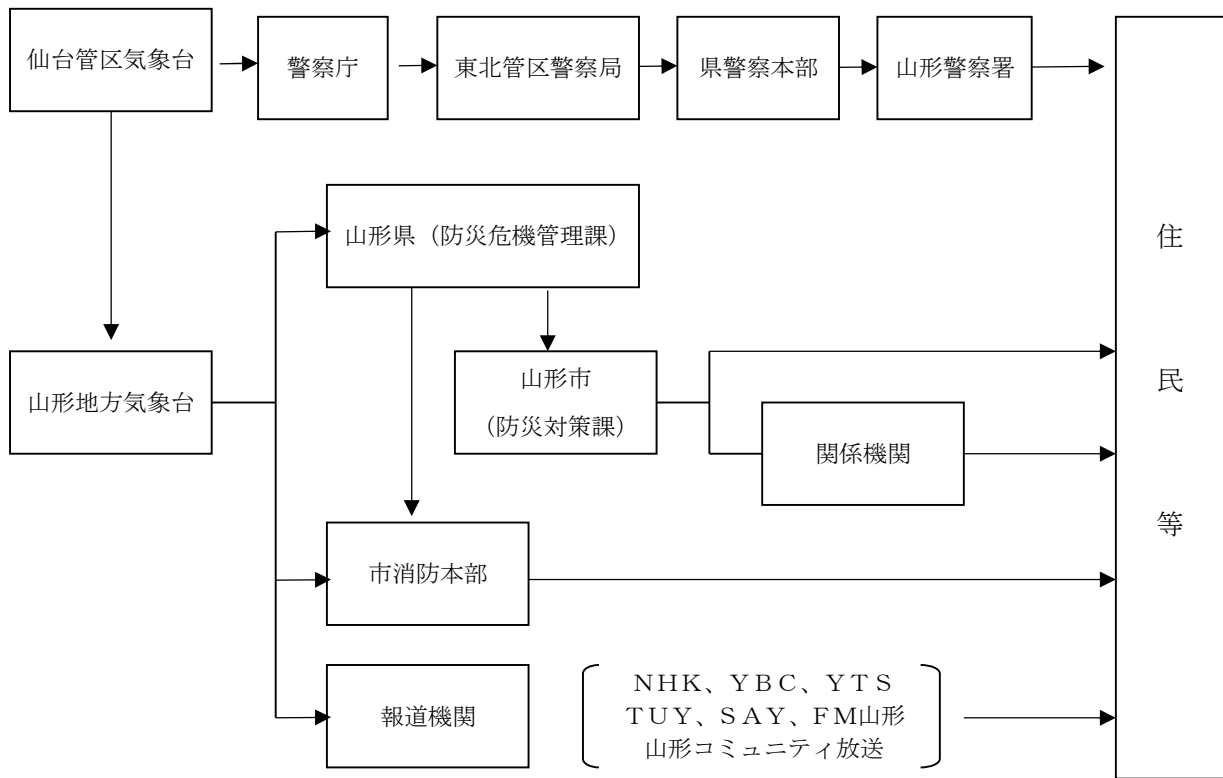 仙台管区気象台
警察庁
東北管区警察局
県警察本部
山形警察署
住民等
山形県（防災危機管理課）
山形地方気象台
山形市
（防災対策課）
関係機関
市消防本部
報道機関
ＮHK、ＹＢＣ、ＹＴＳ
ＴＵＹ、ＳＡＹ、ＦＭ山形
山形コミュニティ放送